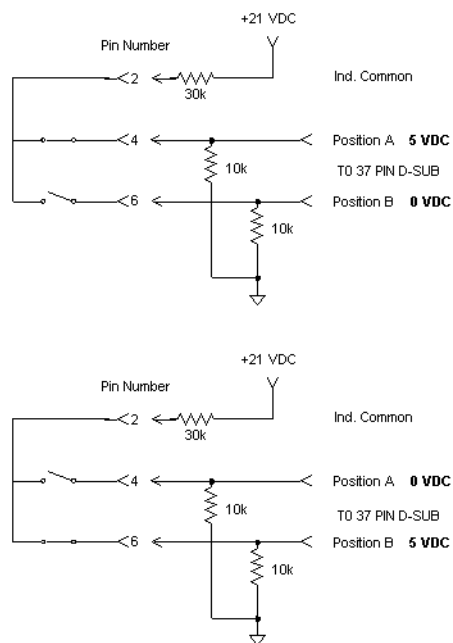 +21 VDC
Pin Number
2
30k
Ind. Common
4
Position A 5 VDC
10k
TO 37 PIN D-SUB
6
Position B 0 VDC
10k
+21 VDC
Pin Number
2
30k
Ind. Common
4
Position A 0 VDC
10k
TO 37 PIN D-SUB
6
Position B 5 VDC
10k